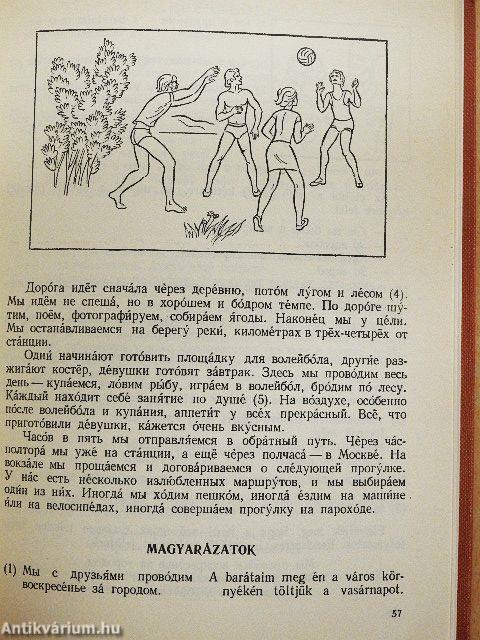 Доро́га идёт снача́ла че́рез дере́вню, пото́м лу́гом и ле́сом (4).
Мы идём не спеша́, но в хоро́шем и бо́дром те́мпе. По доро́ге шу́-
тим, поём, фотографи́руем, собира́ем я́годы. Наконе́ц мы у це́ли.
Мы остана́вливаемся на берегу́ реки́, киломе́трах в трёх-четырёх от
ста́нции.
Одни́ начина́ют гото́вить площа́дку для волейбо́ла, други́е раз-
жига́ют костёр, де́вушки гото́вят за́втрак. Здесь мы прово́дим весь
день — купа́емся, ло́вим ры́бу, игра́ем в волейбо́л, бро́дим по́ лесу.
Ка́ждый нахо́дит себе́ заня́тие по душе́ (5). На во́здухе, осо́бенно
по́сле волейбо́ла и купа́ния, аппети́т у всех прекра́сный. Всё, что
пригото́вили де́вушки, ка́жется о́чень вку́сным.
Часо́в в пять мы отправля́емся в обра́тный путь. Че́рез час-
полтора́ мы уже́ на ста́нции, а ещё че́рез полчаса́ — в Москве́. На
вокза́ле мы проща́емся и догова́риваемся о сле́дующей прогу́лке.
У нас есть не́сколько излю́бленных маршру́тов, и мы выбира́ем
оди́н из них. Иногда́ мы хо́дим пешко́м, иногда́ е́здим на маши́не
и́ли на велосипе́дах, иногда́ соверша́ем прогу́лку на парохо́де.
MAGYARÁZATOK
(1) Мы с друзья́ми прово́дим A barátaim meg én a város kör-
воскресе́нье за́ городом. nyékén töltjük a vasárnapot.
57
Antikvárium.hu